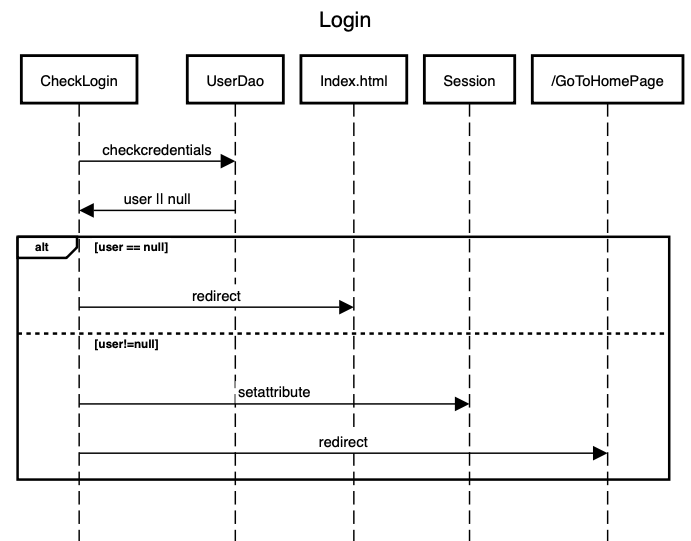 Login
CheckLogin
UserDao
Index.html
Session
/GoToHomePage
checkcredentials
user || null
alt
[user == null]
redirect
[user!=null]
setattribute
redirect